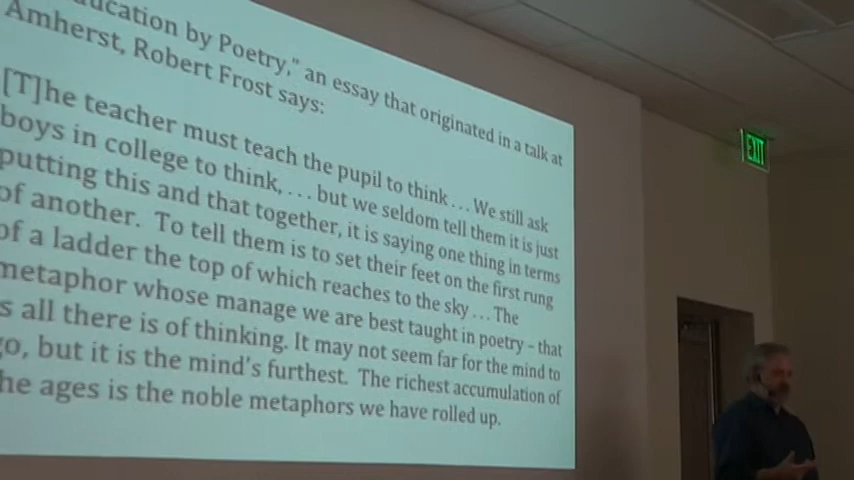 ducation by Poetry," an essay that originated in a talk at
Amherst, Robert Frost says:
[T]he teacher must teach the pupil to think . . . We still ask
boys in college to think, . . . but we seldom tell them it is just
putting this and that together, it is saying one thing in terms
of another. To tell them is to set their feet on the first rung
of a ladder the top of which reaches to the sky . . . The
metaphor whose manage we are best taught in poetry – that
s all there is of thinking. It may not seem far for the mind to
go, but it is the mind's furthest. The richest accumulation of
he ages is the noble metaphors we have rolled up.
EXIT